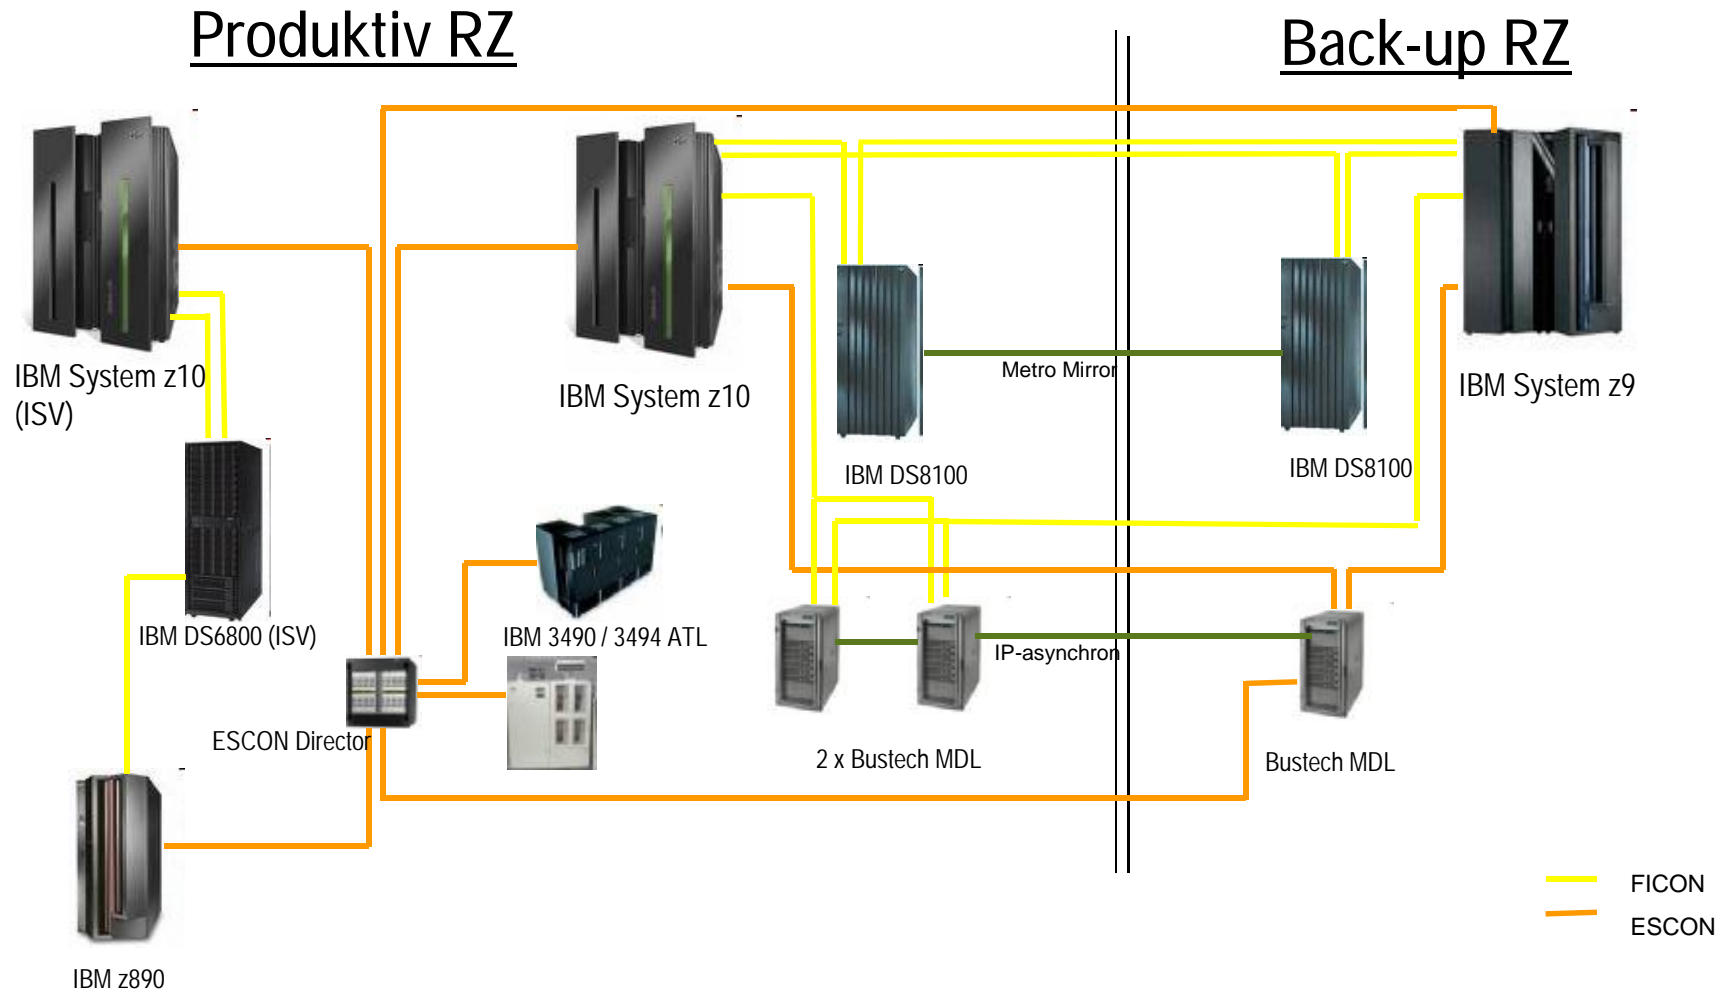 Produktiv RZ
Back-up RZ
IBM System z10
(ISV)
IBM System z10
Metro Mirror
IBM System z9
IBM DS8100
IBM DS8100
IBM DS6800 (ISV)
IBM 3490 / 3494 ATL
IP-asynchron
ESCON Director
2 x Bustech MDL
Bustech MDL
FICON
ESCON
IBM z890